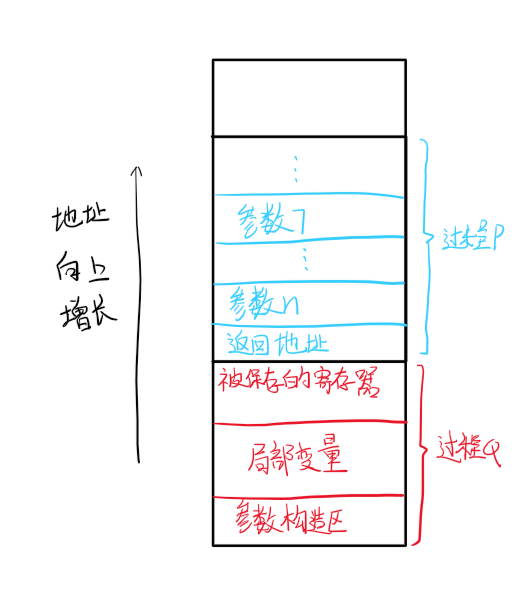 地址
向上
增长
⋮
参数7
⋮
参数n
返回地址
过程P
被保存的寄存器
局部变量
参数构造区
过程Q